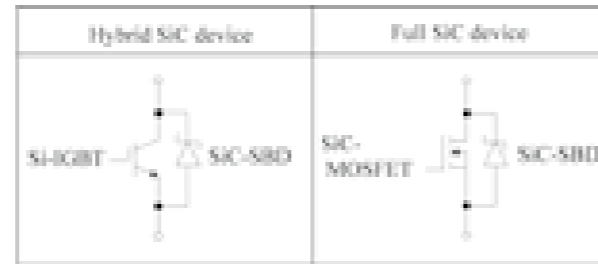 Hybrid SiC device
Full SiC device
Si-IGBT
SiC-SBD
SiC-
MOSFET
SiC-SBD